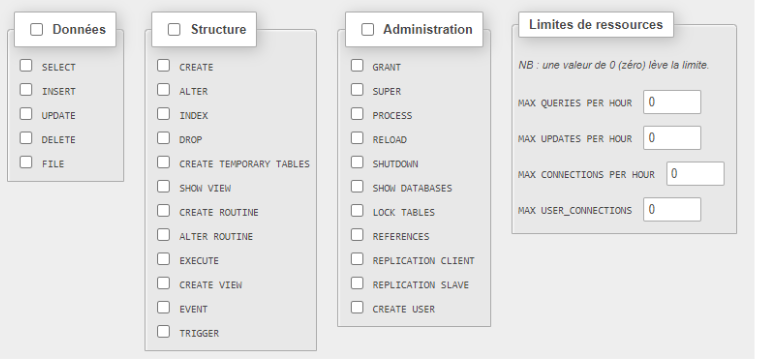 Données
SELECT
INSERT
UPDATE
DELETE
FILE
Structure
CREATE
ALTER
INDEX
DROP
CREATE TEMPORARY TABLES
SHOW VIEW
CREATE ROUTINE
ALTER ROUTINE
EXECUTE
CREATE VIEW
EVENT
TRIGGER
Administration
GRANT
SUPER
PROCESS
RELOAD
SHUTDOWN
SHOW DATABASES
LOCK TABLES
REFERENCES
REPLICATION CLIENT
REPLICATION SLAVE
CREATE USER
Limites de ressources
NB : une valeur de 0 (zéro) lève la limite.
MAX QUERIES PER HOUR 0
MAX UPDATES PER HOUR 0
MAX CONNECTIONS PER HOUR 0
MAX USER_CONNECTIONS 0